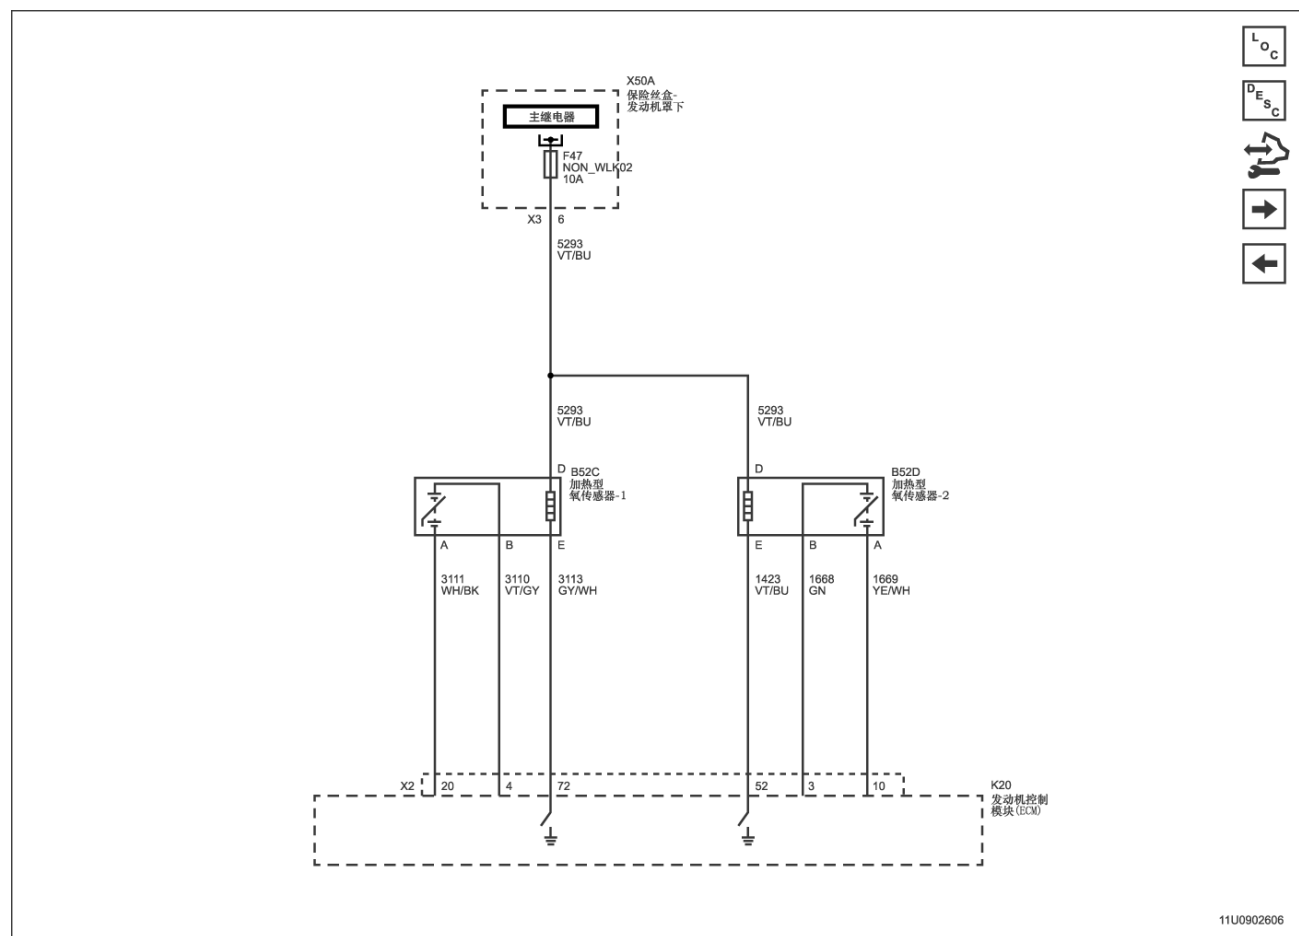 LOC
DESC
X50A
保险丝盒-
发动机罩下
主继电器
F47
NON_WLK02
10A
X3 6
5293
VT/BU
5293
VT/BU
5293
VT/BU
D
B52C
加热型
氧传感器-1
D
B52D
加热型
氧传感器-2
A B E
E B A
3111
WH/BK
3110
VT/GY
3113
GY/WH
1423
VT/BU
1668
GN
1669
YE/WH
X2 20 4 72 52 3 10
K20
发动机控制
模块(ECM)
11U0902606